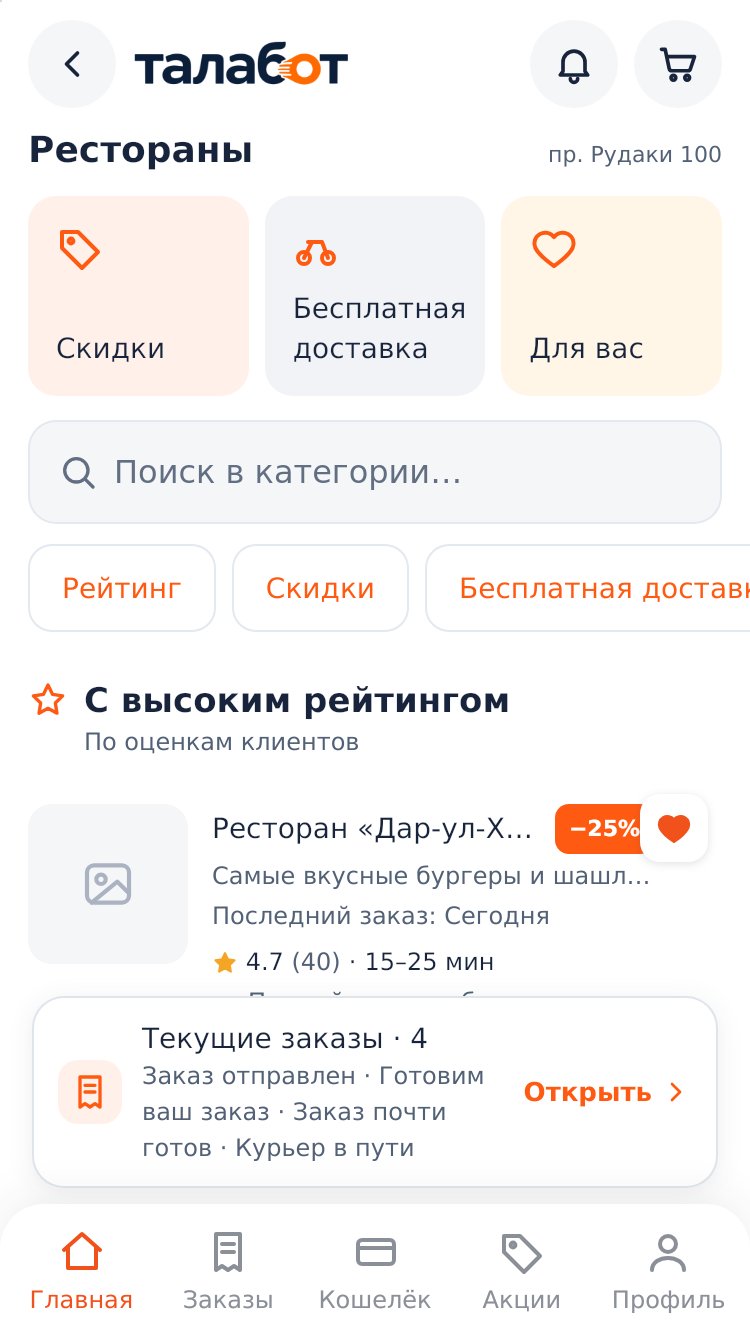 талабот
Рестораны
пр. Рудаки 100
Скидки
Бесплатная
доставка
Для вас
Поиск в категории...
Рейтинг
Скидки
Бесплатная
С высоким рейтингом
По оценкам клиентов
Ресторан «Дар-ул-Х...
−25%
Самые вкусные бургеры и шашл...
Последний заказ: Сегодня
4.7 (40) · 15–25 мин
Текущие заказы · 4
Заказ отправлен · Готовим
ваш заказ · Заказ почти
готов · Курьер в пути
Открыть
Главная
Заказы
Кошелёк
Акции
Профиль